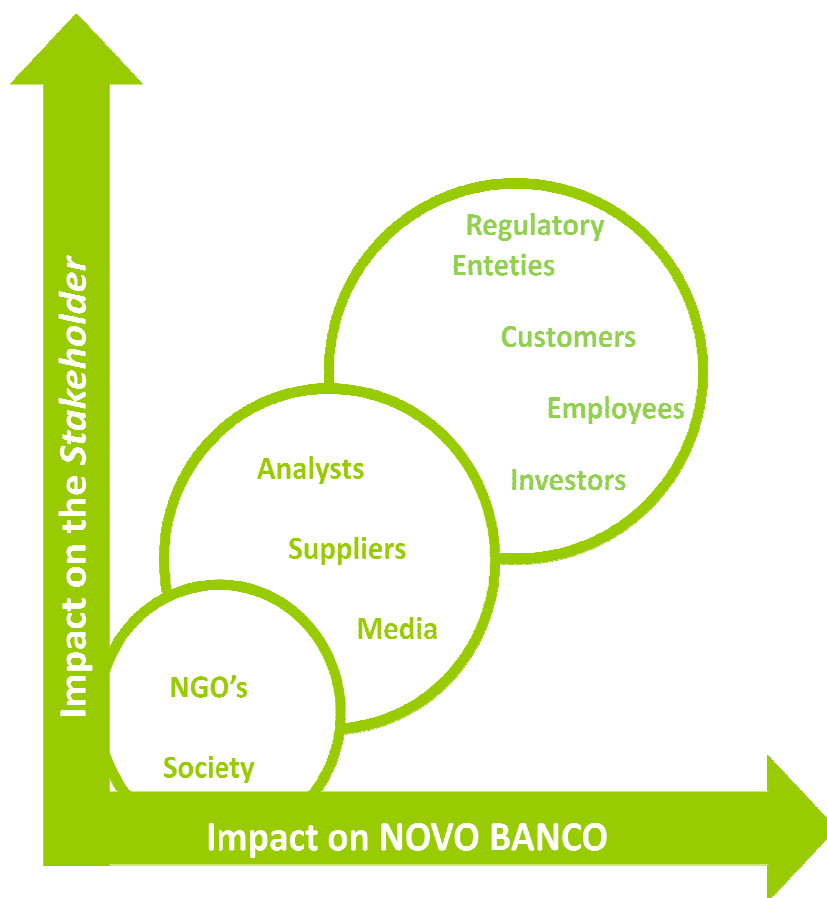 Impact on the Stakeholder
Regulatory
Enteties
Customers
Employees
Investors
Analysts
Suppliers
Media
NGO’s
Society
Impact on NOVO BANCO